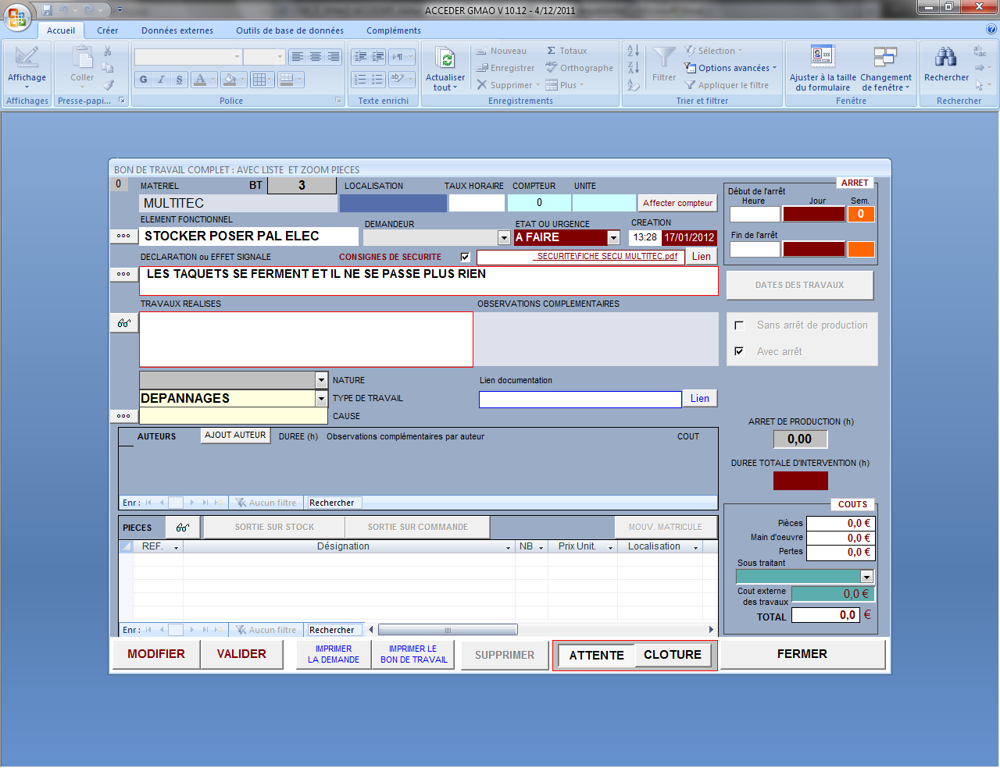 ACCEDER GMAO V 10.12 - 4/12/2011
Accueil Créer Données externes Outils de base de données Compléments
Nouveau Σ Totaux Sélection
Enregistrer Orthographe Options avancées
Supprimer Plus Appliquer le filtre
Affichage Coller G I S A Actualiser tout Filtrer Ajuster à la taille du formulaire Changement de fenêtre Rechercher
Affichages Presse-papi... Police Texte enrichi Enregistrements Trier et filtrer Fenêtre Rechercher
BON DE TRAVAIL COMPLET : AVEC LISTE ET ZOOM PIECES
0 MATERIEL BT 3 LOCALISATION TAUX HORAIRE COMPTEUR UNITE ARRET
MULTITEC 0 Affecter compteur
Début de l'arrêt
Heure Jour Sem.
0
ELEMENT FONCTIONNEL DEMANDEUR ETAT OU URGENCE CREATION
STOCKER POSER PAL ELEC A FAIRE 13:28 17/01/2012
Fin de l'arrêt
DECLARATION ou EFFET SIGNALE CONSIGNES DE SECURITE _SECURITE\FICHE SECU MULTITEC.pdf Lien
LES TAQUETS SE FERMENT ET IL NE SE PASSE PLUS RIEN
DATES DES TRAVAUX
TRAVAUX REALISES OBSERVATIONS COMPLEMENTAIRES
Sans arrêt de production
Avec arrêt
NATURE Lien documentation
DEPANNAGES TYPE DE TRAVAIL Lien
CAUSE
ARRET DE PRODUCTION (h)
0,00
AUTEURS AJOUT AUTEUR DUREE (h) Observations complémentaires par auteur COUT
DUREE TOTALE D'INTERVENTION (h)
Enr : Aucun filtre Rechercher
COUTS
PIECES SORTIE SUR STOCK SORTIE SUR COMMANDE MOUV. MATRICULE
Pièces 0,0 €
Main d'oeuvre 0,0 €
Pertes 0,0 €
REF. Désignation NB Prix Unit. Localisation
Sous traitant
Cout externe des travaux 0,0 €
TOTAL 0,0 €
Enr : Aucun filtre Rechercher
MODIFIER VALIDER IMPRIMER LA DEMANDE IMPRIMER LE BON DE TRAVAIL SUPPRIMER ATTENTE CLOTURE FERMER